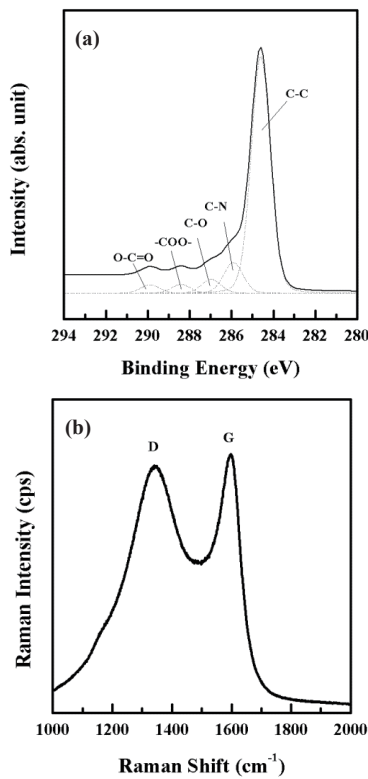 (a)
C-C
C-N
C-O
-COO-
O-C=O
Intensity (abs. unit)
294 292 290 288 286 284 282 280
Binding Energy (eV)
(b)
D
G
Raman Intensity (cps)
1000 1200 1400 1600 1800 2000
Raman Shift (cm⁻¹)